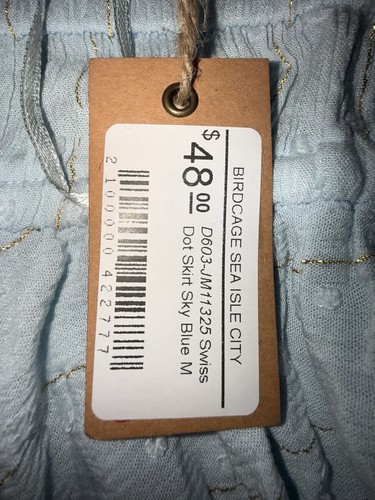 BIRDCAGE SEA ISLE CITY
$48.00
D603-JM11325 Swiss
Dot Skirt Sky Blue M
2100000422777